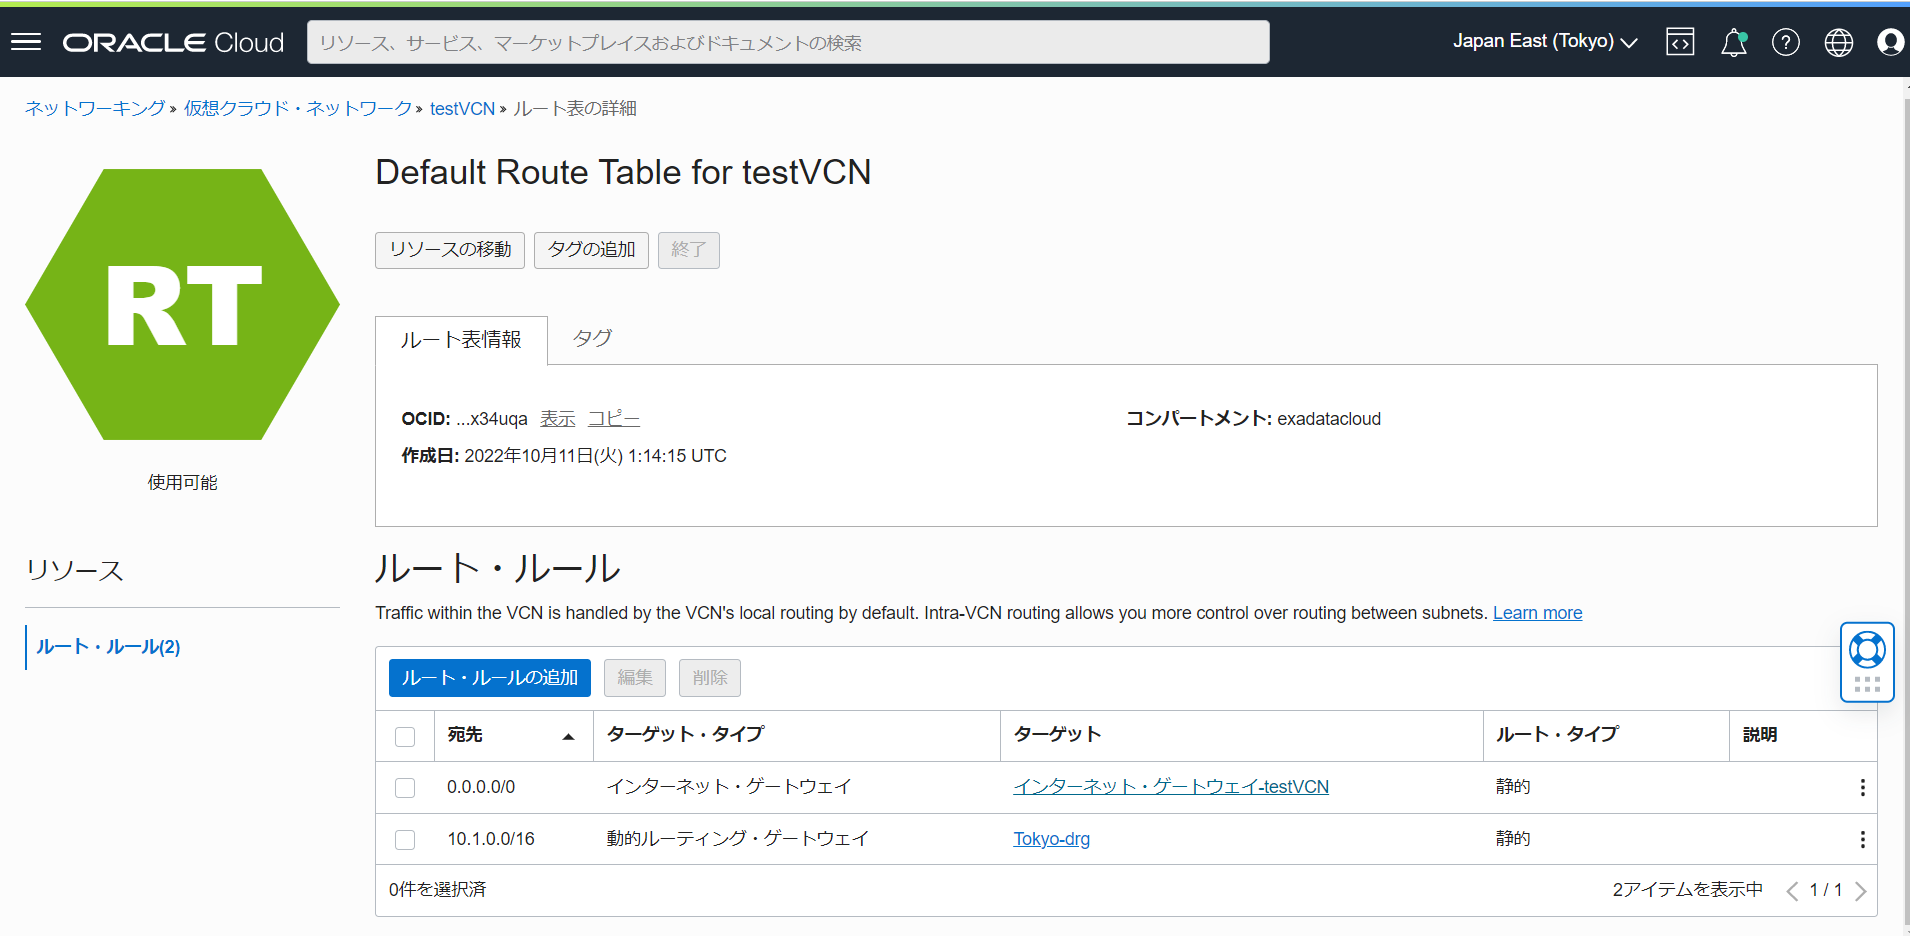 ORACLE Cloud
リソース、サービス、マーケットプレイスおよびドキュメントの検索
Japan East (Tokyo)
ネットワーキング » 仮想クラウド・ネットワーク » testVCN » ルート表の詳細
RT
使用可能
Default Route Table for testVCN
リソースの移動 タグの追加 終了
ルート表情報 タグ
OCID: ...x34uqa 表示 コピー
コンパートメント: exadatacloud
作成日: 2022年10月11日(火) 1:14:15 UTC
リソース
ルート・ルール(2)
ルート・ルール
Traffic within the VCN is handled by the VCN's local routing by default. Intra-VCN routing allows you more control over routing between subnets. Learn more
ルート・ルールの追加 編集 削除
宛先 ターゲット・タイプ ターゲット ルート・タイプ 説明
0.0.0.0/0 インターネット・ゲートウェイ インターネット・ゲートウェイ-testVCN 静的
10.1.0.0/16 動的ルーティング・ゲートウェイ Tokyo-drg 静的
0件を選択済 2アイテムを表示中 1 / 1